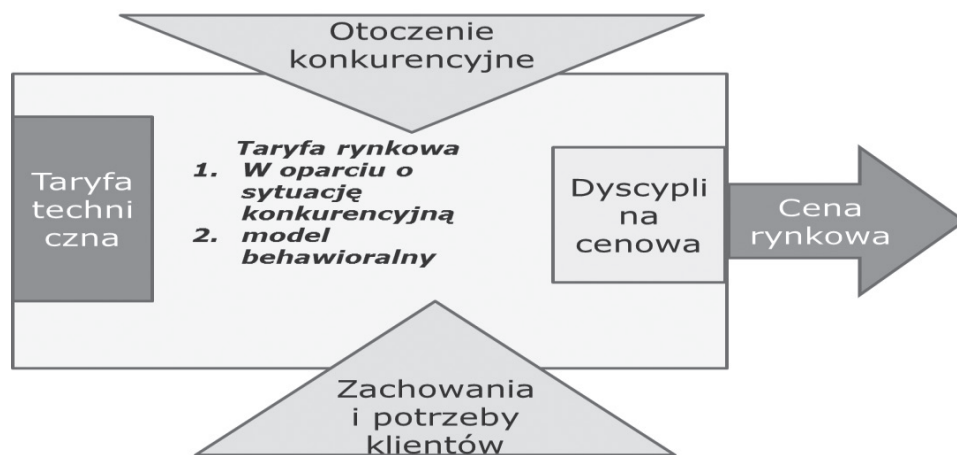 Otoczenie
konkurencyjne
Taryfa
techni
czna
Taryfa rynkowa
1. W oparciu o
sytuację
konkurencyjną
2. model
behawioralny
Dyscypli
na
cenowa
Cena
rynkowa
Zachowania
i potrzeby
klientów